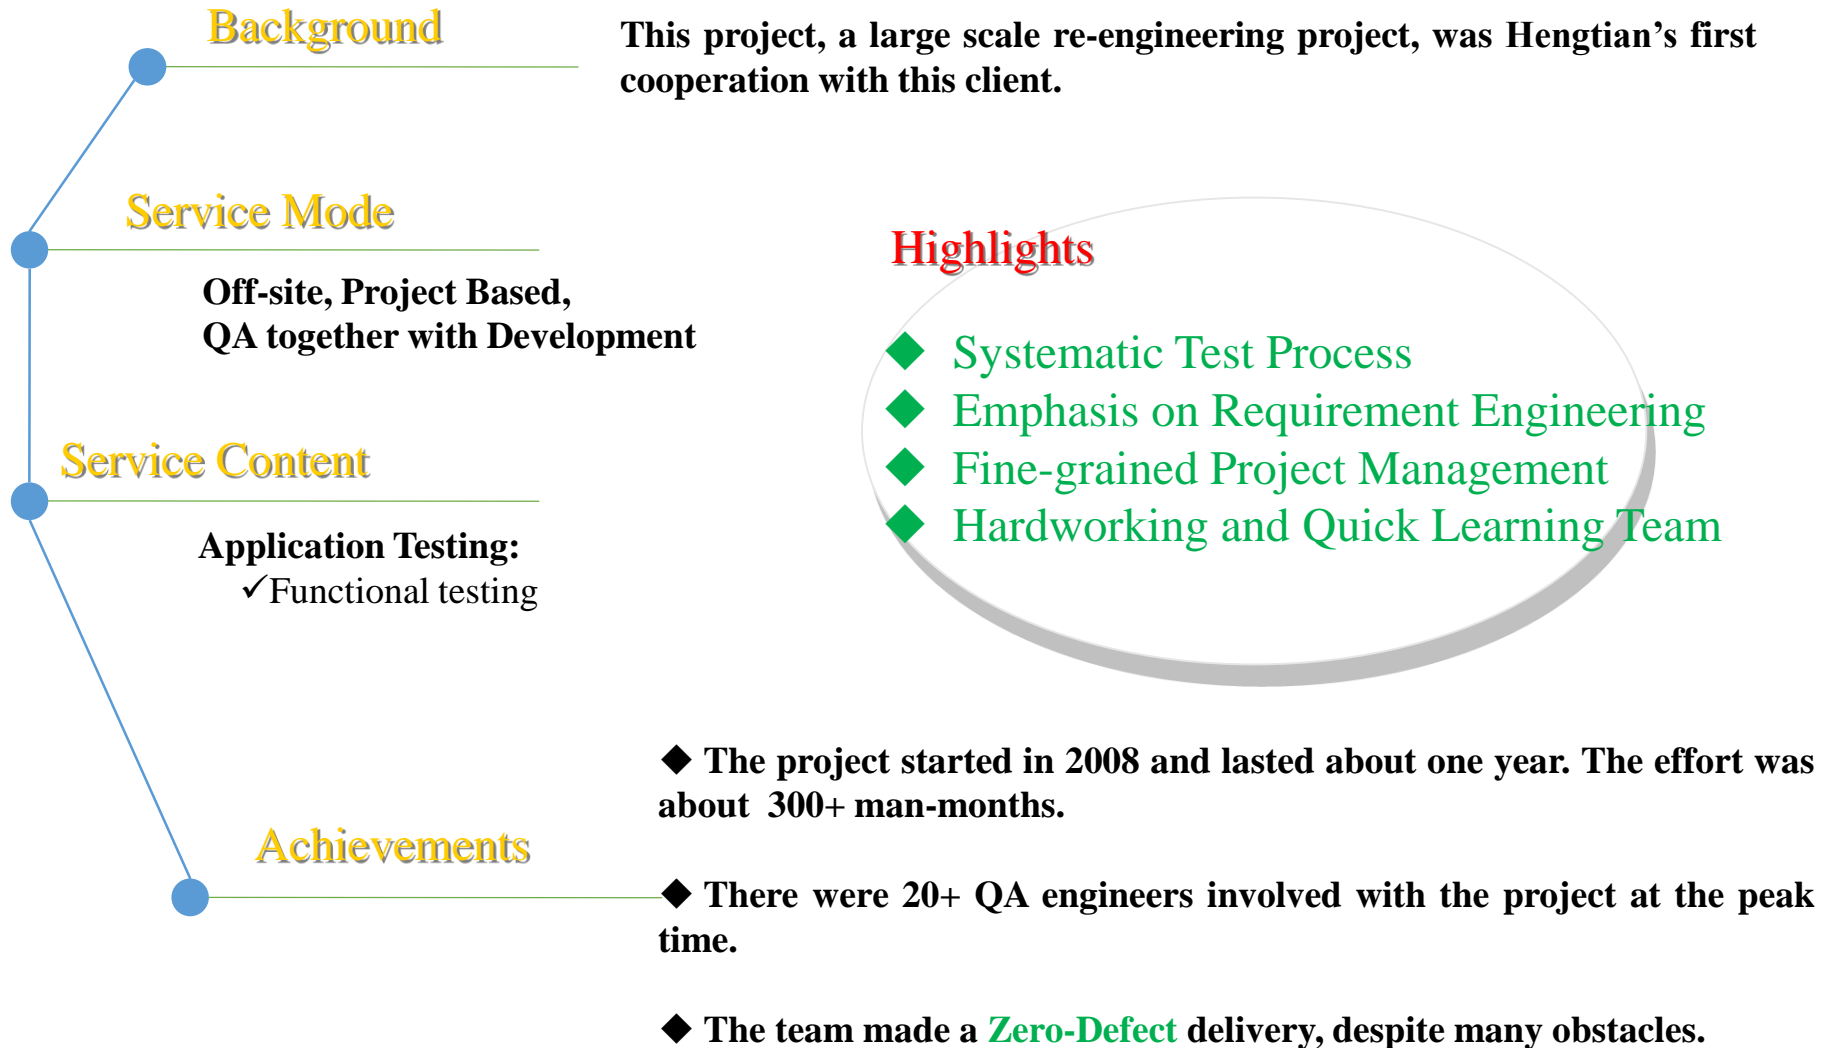 Background
This project, a large scale re-engineering project, was Hengtian’s first
cooperation with this client.
Service Mode
Off-site, Project Based,
QA together with Development
Highlights
◆ Systematic Test Process
◆ Emphasis on Requirement Engineering
◆ Fine-grained Project Management
◆ Hardworking and Quick Learning Team
Service Content
Application Testing:
✓Functional testing
Achievements
◆ The project started in 2008 and lasted about one year. The effort was
about 300+ man-months.
◆ There were 20+ QA engineers involved with the project at the peak
time.
◆ The team made a Zero-Defect delivery, despite many obstacles.